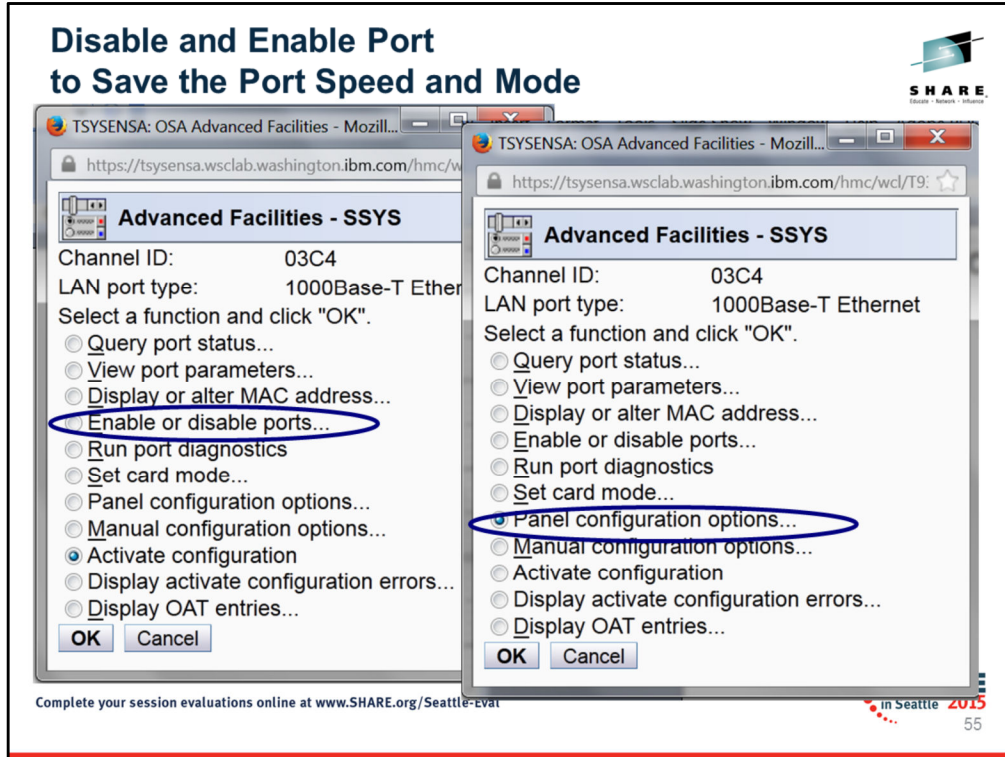 Disable and Enable Port
to Save the Port Speed and Mode
SHARE
Educate · Network · Influence
TSYSENSA: OSA Advanced Facilities - Mozill...
https://tsysensa.wsclab.washington.ibm.com/hmc/w
Advanced Facilities - SSYS
Channel ID: 03C4
LAN port type: 1000Base-T Ether
Select a function and click "OK".
Query port status...
View port parameters...
Display or alter MAC address...
Enable or disable ports...
Run port diagnostics
Set card mode...
Panel configuration options...
Manual configuration options...
Activate configuration
Display activate configuration errors...
Display OAT entries...
OK Cancel
TSYSENSA: OSA Advanced Facilities - Mozill...
https://tsysensa.wsclab.washington.ibm.com/hmc/wcl/T9:
Advanced Facilities - SSYS
Channel ID: 03C4
LAN port type: 1000Base-T Ethernet
Select a function and click "OK".
Query port status...
View port parameters...
Display or alter MAC address...
Enable or disable ports...
Run port diagnostics
Set card mode...
Panel configuration options...
Manual configuration options...
Activate configuration
Display activate configuration errors...
Display OAT entries...
OK Cancel
Complete your session evaluations online at www.SHARE.org/Seattle-Eval
in Seattle 2015
55